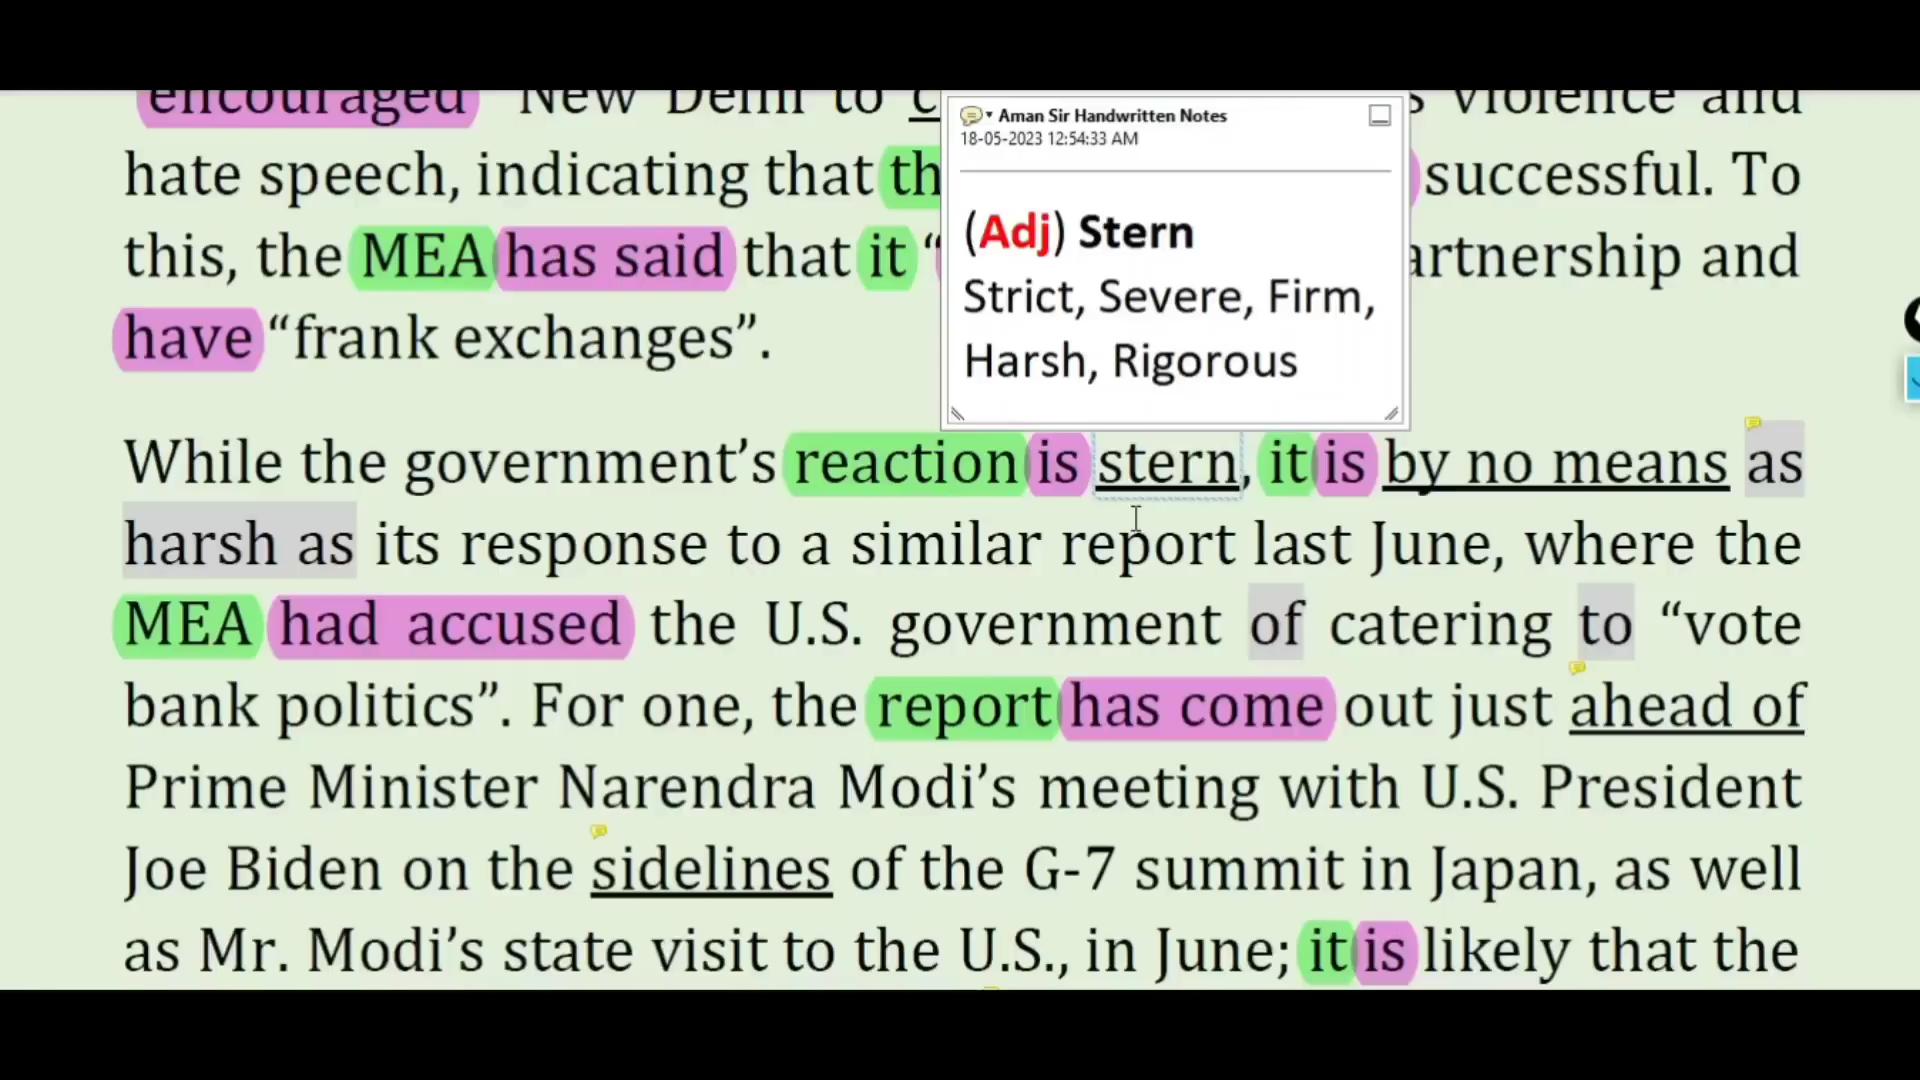 encouraged New Delhi to c s violence and
hate speech, indicating that th successful. To
this, the MEA has said that it “ artnership and
have “frank exchanges”.
Aman Sir Handwritten Notes
18-05-2023 12:54:33 AM
(Adj) Stern
Strict, Severe, Firm,
Harsh, Rigorous
While the government’s reaction is stern, it is by no means as
harsh as its response to a similar report last June, where the
MEA had accused the U.S. government of catering to “vote
bank politics”. For one, the report has come out just ahead of
Prime Minister Narendra Modi’s meeting with U.S. President
Joe Biden on the sidelines of the G-7 summit in Japan, as well
as Mr. Modi’s state visit to the U.S., in June; it is likely that the